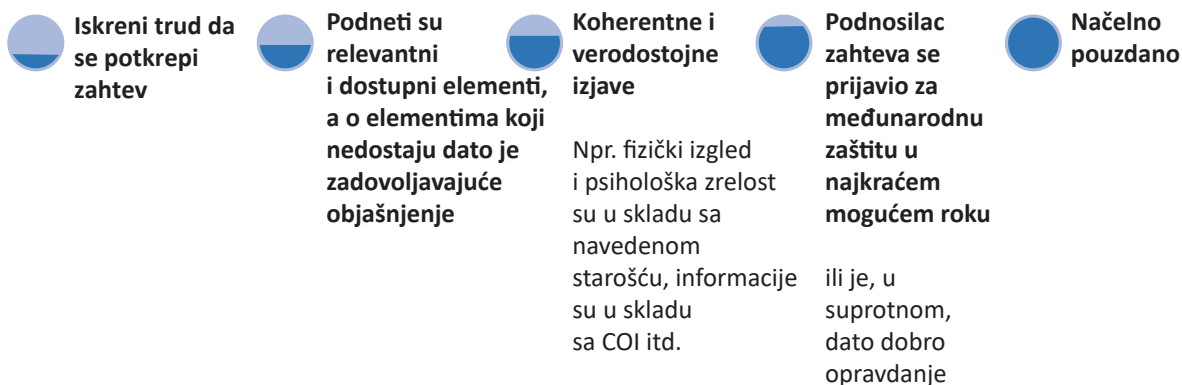 Iskreni trud da
se potkrepi
zahtev
Podneti su
relevantni
i dostupni elementi,
a o elementima koji
nedostaju dato je
zadovoljavajuće
objašnjenje
Koherentne i
verodostojne
izjave
Npr. fizički izgled
i psihološka zrelost
su u skladu sa
navedenom
starošću, informacije
su u skladu
sa COI itd.
Podnosilac
zahteva se
prijavio za
međunarodnu
zaštitu u
najkraćem
mogućem roku
ili je, u
suprotnom,
dato dobro
opravdanje
Načelno
pouzdano